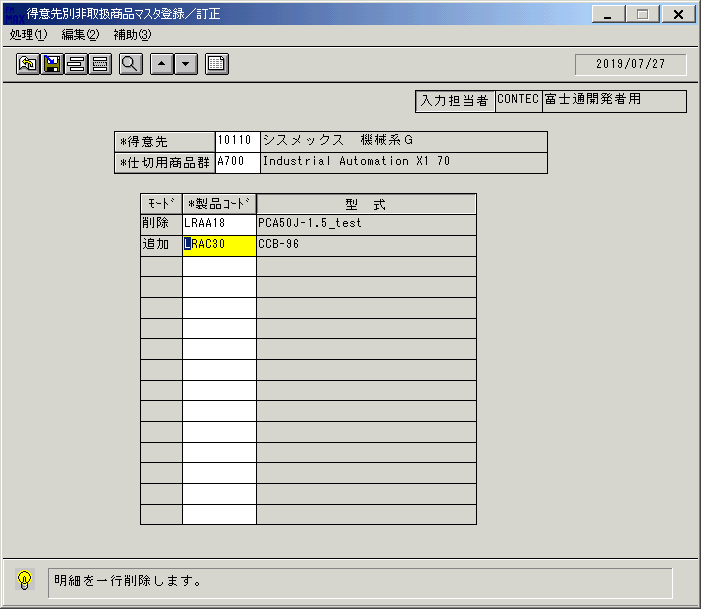 得意先別非取扱商品マスタ登録／訂正
処理(1) 編集(2) 補助(3)
2019/07/27
入力担当者 CONTEC 富士通開発者用
*得意先 10110 シスメックス　機械系Ｇ
*仕切用商品群 A700 Industrial Automation X1 70
ﾓｰﾄﾞ *製品ｺｰﾄﾞ 型　式
削除 LRAA18 PCA50J-1.5_test
追加 LRAC30 CCB-96
明細を一行削除します。